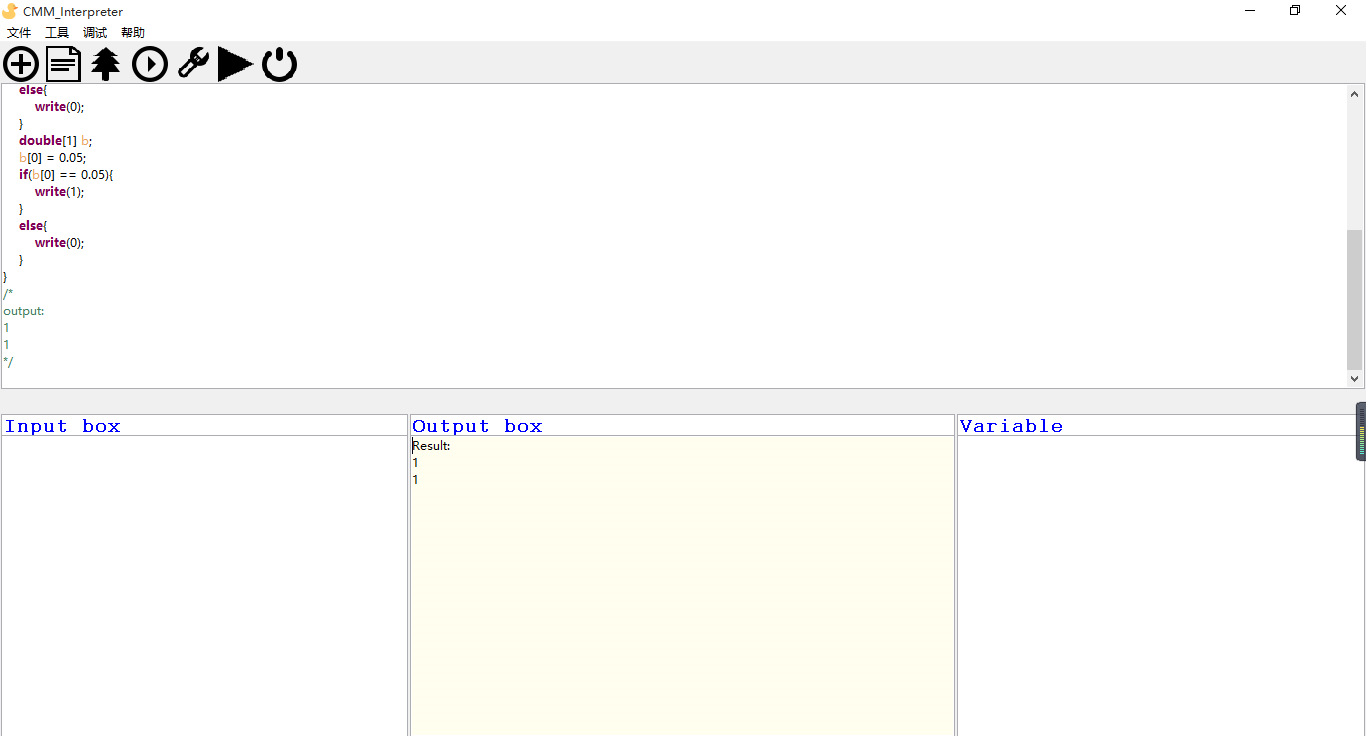 CMM_Interpreter
文件 工具 调试 帮助
else{
write(0);
}
double[1] b;
b[0] = 0.05;
if(b[0] == 0.05){
write(1);
}
else{
write(0);
}
}
/*
output:
1
1
*/
Input box
Output box
Variable
Result:
1
1